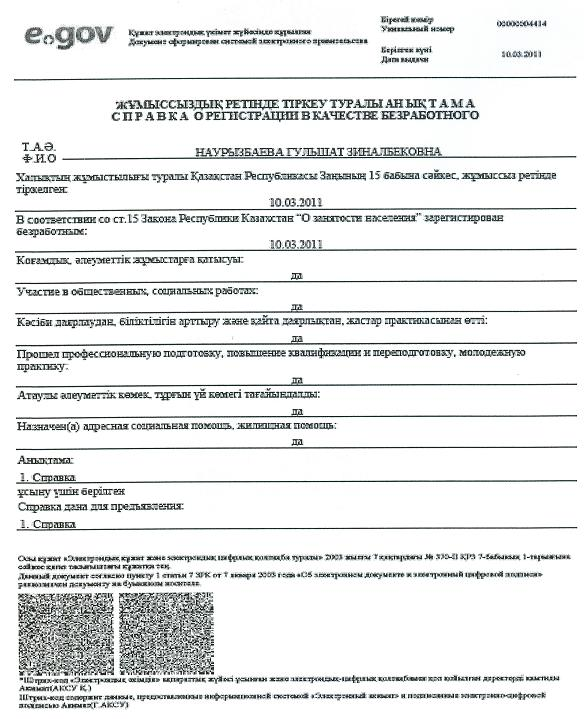 e.gov
Құжат электрондық үкімет жүйесінде құрылған
Документ сформирован системой электронного правительства
Бірегей нөмір
Уникальный номер
00000004414
Берілген күні
Дата выдачи
10.03.2011
ЖҰМЫССЫЗДЫҚ РЕТІНДЕ ТІРКЕУ ТУРАЛЫ АНЫҚТАМА
СПРАВКА О РЕГИСТРАЦИИ В КАЧЕСТВЕ БЕЗРАБОТНОГО
Т.А.Ә.
Ф.И.О
НАУРЫЗБАЕВА ГУЛЬШАТ ЗИНАЛБЕКОВНА
Халықтың жұмыстылығы туралы Қазақстан Республикасы Заңының 15 бабына сәйкес, жұмыссыз ретінде
тіркелген:
10.03.2011
В соответствии со ст.15 Закона Республики Казахстан "О занятости населения" зарегистрирован
безработным:
10.03.2011
Коғамдық, әлеуметтік жұмыстарға қатысуы:
да
Участие в общественных, социальных работах:
да
Кәсіби даярлаудан, біліктілігін арттыру және қайта даярлықтан, жастар практикасынан өтті:
да
Прошел профессиональную подготовку, повышение квалификации и переподготовку, молодежную
практику:
да
Атаулы әлеуметтік көмек, тұрғын үй көмегі тағайындалды:
да
Назначен(а) адресная социальная помощь, жилищная помощь:
да
Анықтама:
1. Справка
ұсыну үшін берілген
Справка дана для предъявления:
1. Справка
Осы құжат «Электрондық құжат және электрондық цифрлық қолтаңба туралы» 2003 жылғы 7 қаңтардағы № 370-II ҚРЗ 7-бабының 1-тармағына
сәйкес қағаз тасығыштағы құжатқа тең.
Данный документ согласно пункту 1 статьи 7 ЗРК от 7 января 2003 года «Об электронном документе и электронной цифровой подписи»
равнозначен документу на бумажном носителе.
*Штрих-код «Электрондық әкімдік» ақпараттық жүйесі ұсынған және электрондық-цифрлық қолтаңбамен қол қойылған деректерді қамтиды
Акимат(АКСУ Қ.)
Штрих-код содержит данные, предоставленные информационной системой «Электронный акимат» и подписанные электронно-цифровой
подписью Акимат(Г.АКСУ)